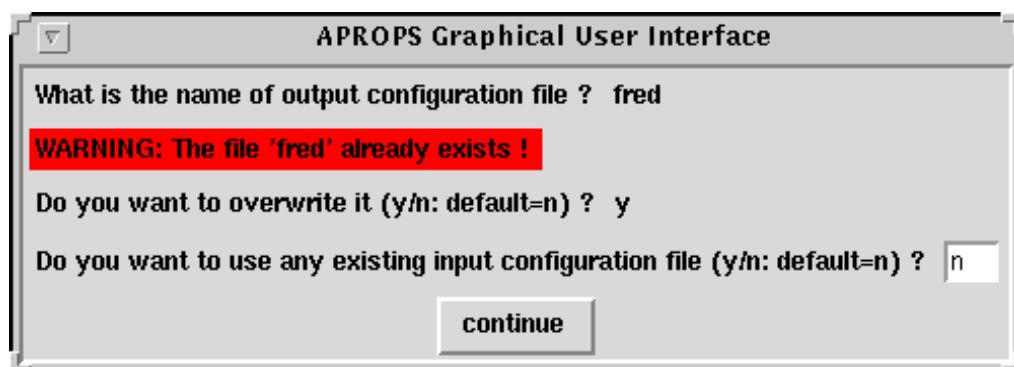 APROPS Graphical User Interface
What is the name of output configuration file ? fred
WARNING: The file 'fred' already exists !
Do you want to overwrite it (y/n: default=n) ? y
Do you want to use any existing input configuration file (y/n: default=n) ? n
continue